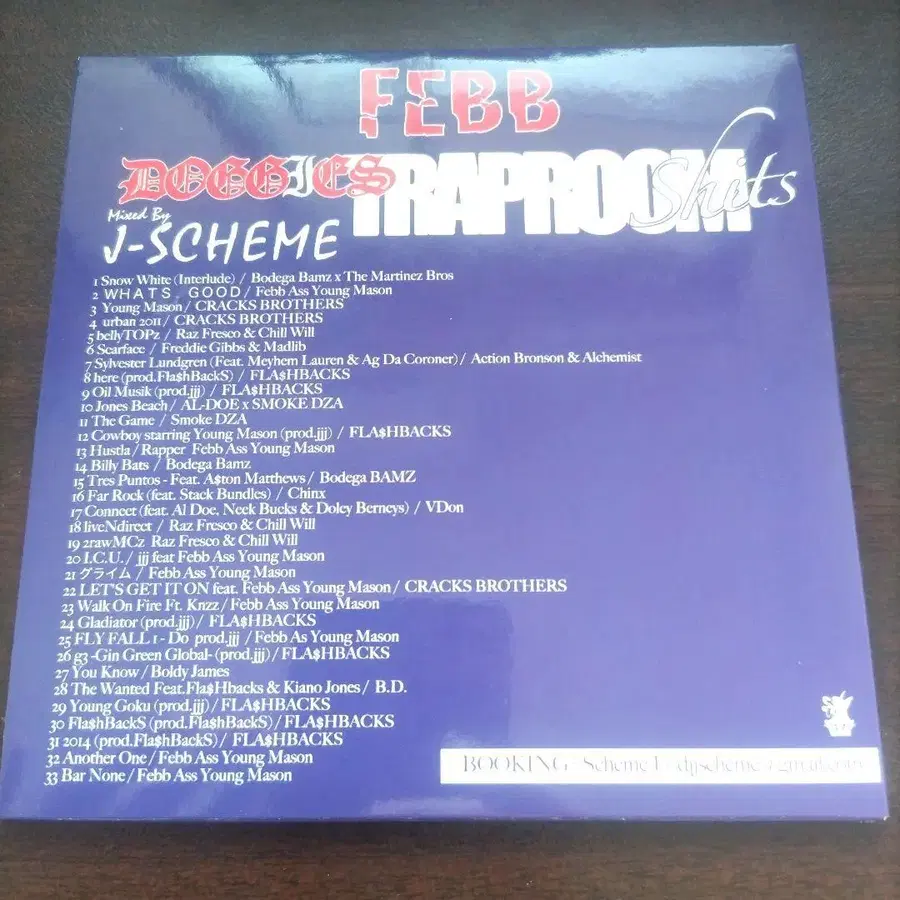 FEBB
DOGGIES TRAPROOM Shits
Mixed By
J-SCHEME
1 Snow White (Interlude) / Bodega Bamz x The Martinez Bros
2 WHATS GOOD / Febb Ass Young Mason
3 Young Mason / CRACKS BROTHERS
4 urban 2011 / CRACKS BROTHERS
5 bellyTOPz / Raz Fresco & Chill Will
6 Scarface / Freddie Gibbs & Madlib
7 Sylvester Lundgren (Feat. Meyhem Lauren & Ag Da Coroner) / Action Bronson & Alchemist
8 here (prod.Fla$hBackS) / FLA$HBACKS
9 Oil Musik (prod.jjj) / FLA$HBACKS
10 Jones Beach / AL-DOE x SMOKE DZA
11 The Game / Smoke DZA
12 Cowboy starring Young Mason (prod.jjj) / FLA$HBACKS
13 Hustla / Rapper Febb Ass Young Mason
14 Billy Bats / Bodega Bamz
15 Tres Puntos - Feat. A$ton Matthews / Bodega BAMZ
16 Far Rock (feat. Stack Bundles) / Chinx
17 Connect (feat. Al Doe, Neek Bucks & Doley Berneys) / VDon
18 liveNdirect / Raz Fresco & Chill Will
19 2rawMCz Raz Fresco & Chill Will
20 I.C.U. / jjj feat Febb Ass Young Mason
21 グライム / Febb Ass Young Mason
22 LET'S GET IT ON feat. Febb Ass Young Mason / CRACKS BROTHERS
23 Walk On Fire Ft. Knzz / Febb Ass Young Mason
24 Gladiator (prod.jjj) / FLA$HBACKS
25 FLY FALL 1 - Do prod.jjj / Febb As Young Mason
26 g3 -Gin Green Global- (prod.jjj) / FLA$HBACKS
27 You Know / Boldy James
28 The Wanted Feat.Fla$Hbacks & Kiano Jones / B.D.
29 Young Goku (prod.jjj) / FLA$HBACKS
30 Fla$hBackS (prod.Fla$hBackS) / FLA$HBACKS
31 2014 (prod.Fla$hBackS) / FLA$HBACKS
32 Another One / Febb Ass Young Mason
33 Bar None / Febb Ass Young Mason
BOOKING